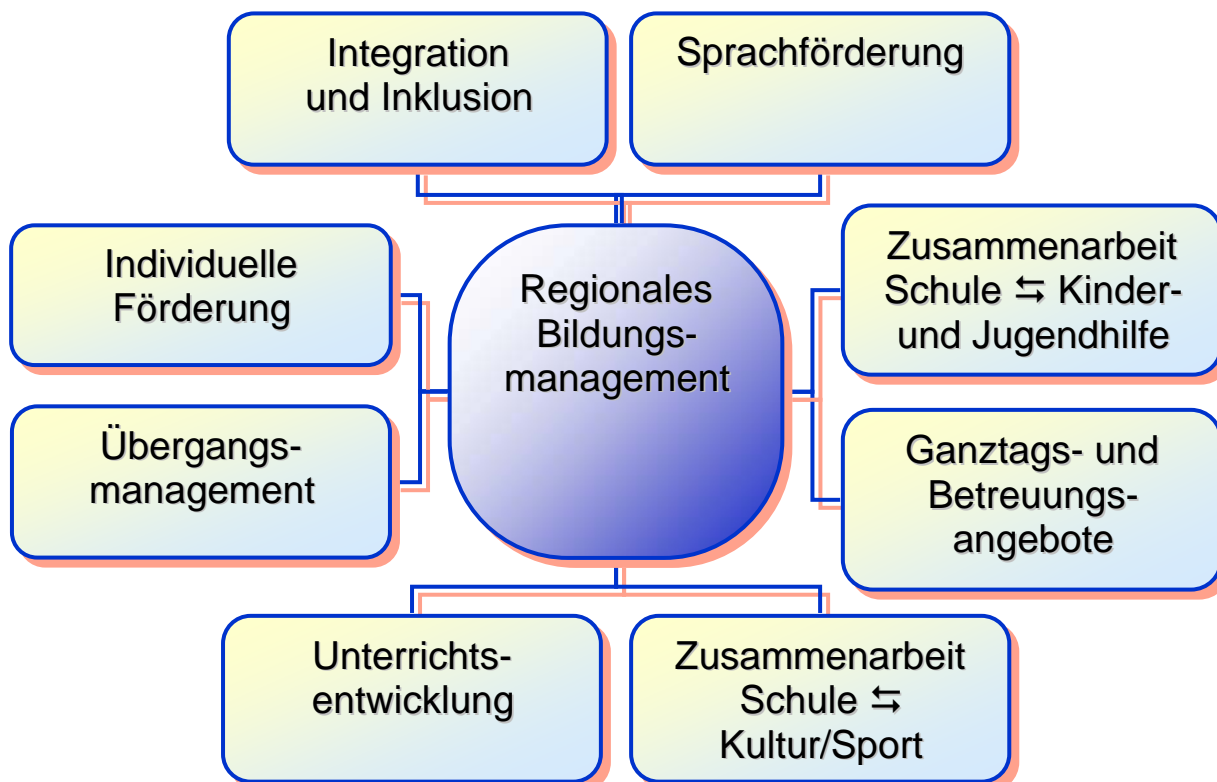 Integration
und Inklusion
Sprachförderung
Individuelle
Förderung
Regionales
Bildungs-
management
Zusammenarbeit
Schule ⇆ Kinder-
und Jugendhilfe
Übergangs-
management
Ganztags- und
Betreuungs-
angebote
Unterrichts-
entwicklung
Zusammenarbeit
Schule ⇆
Kultur/Sport